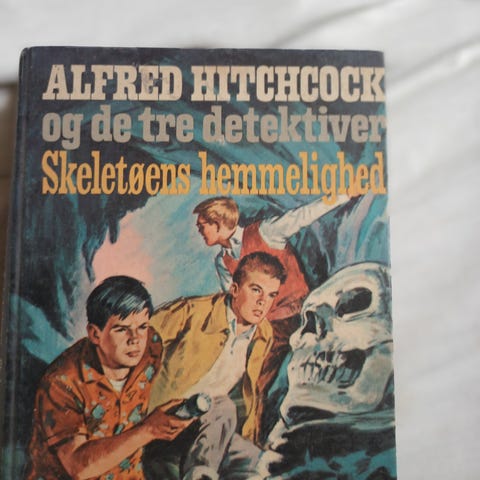 ALFRED HITCHCOCK
og de tre detektiver
Skeletøens hemmelighed